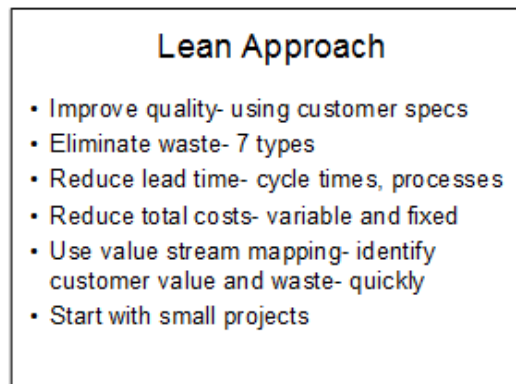 Lean Approach
• Improve quality- using customer specs
• Eliminate waste- 7 types
• Reduce lead time- cycle times, processes
• Reduce total costs- variable and fixed
• Use value stream mapping- identify
customer value and waste- quickly
• Start with small projects